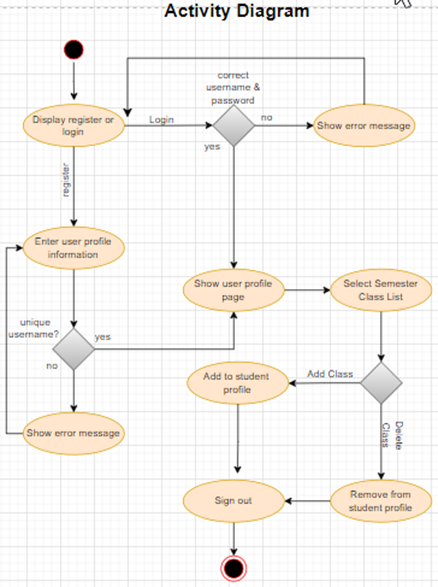 Activity Diagram
correct
username &
password
Display register or
login
Login
no
Show error message
yes
register
Enter user profile
information
Show user profile
page
Select Semester
Class List
unique
username?
yes
no
Add to student
profile
Add Class
Delete
Class
Show error message
Sign out
Remove from
student profile